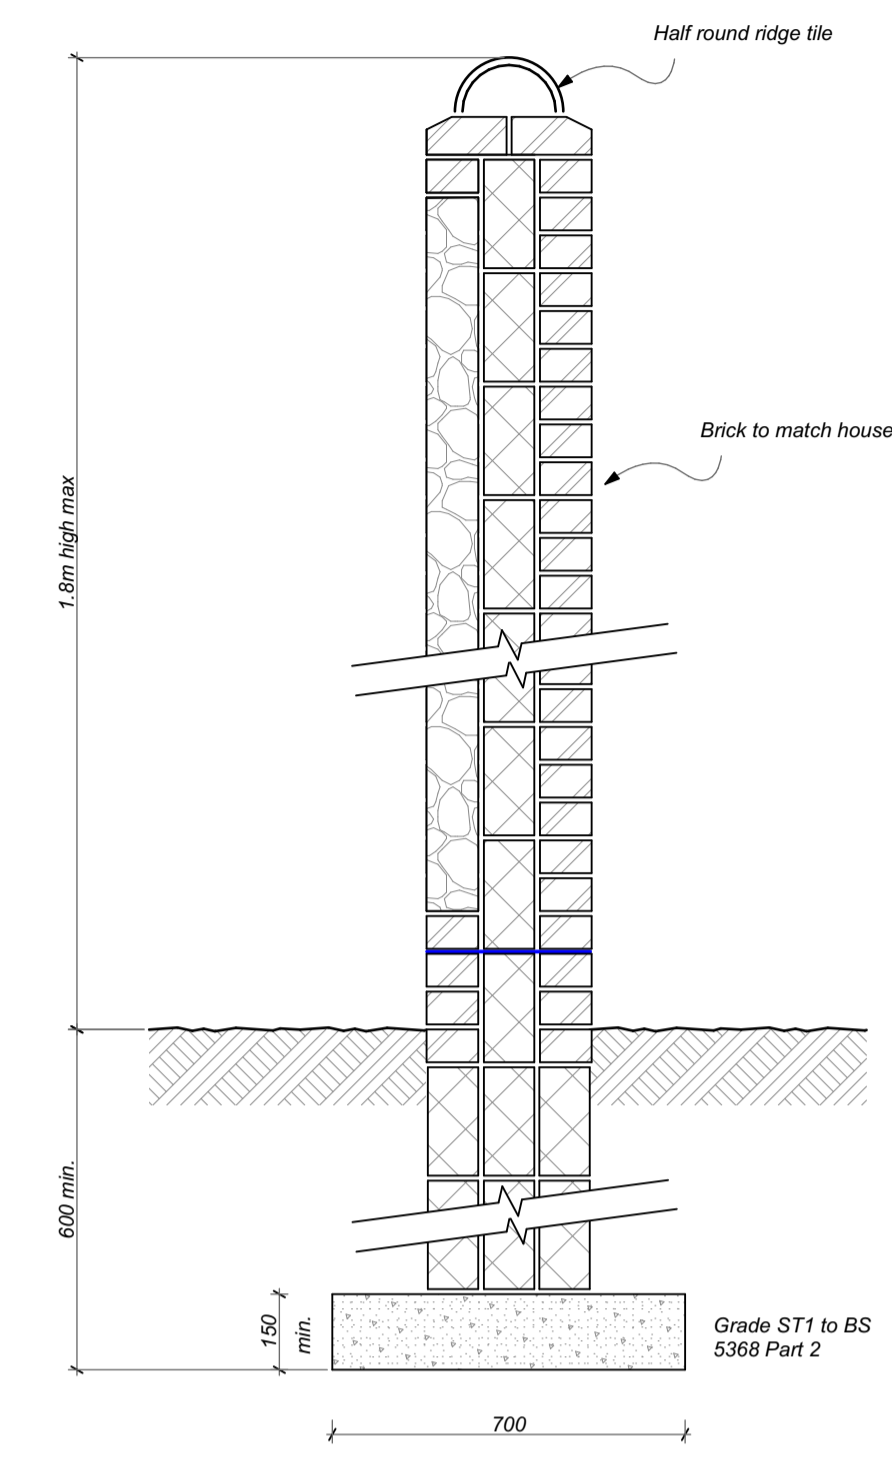 Half round ridge tile
Brick to match house
1.8m high max
600 min.
150
min.
Grade ST1 to BS
5368 Part 2
700